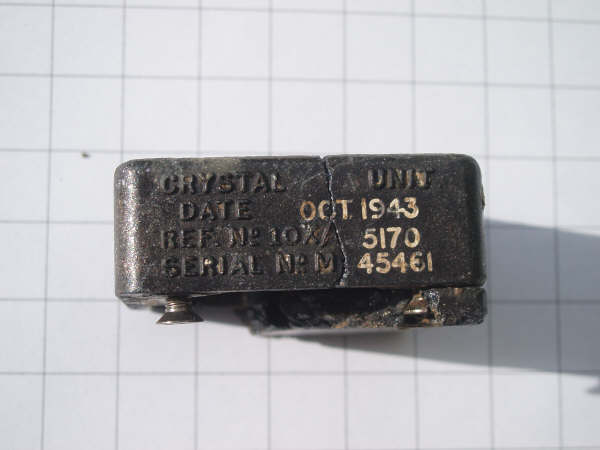 CRYSTAL UNIT
DATE OCT 1943
REF. Nº 10X/ 5170
SERIAL Nº M 45461